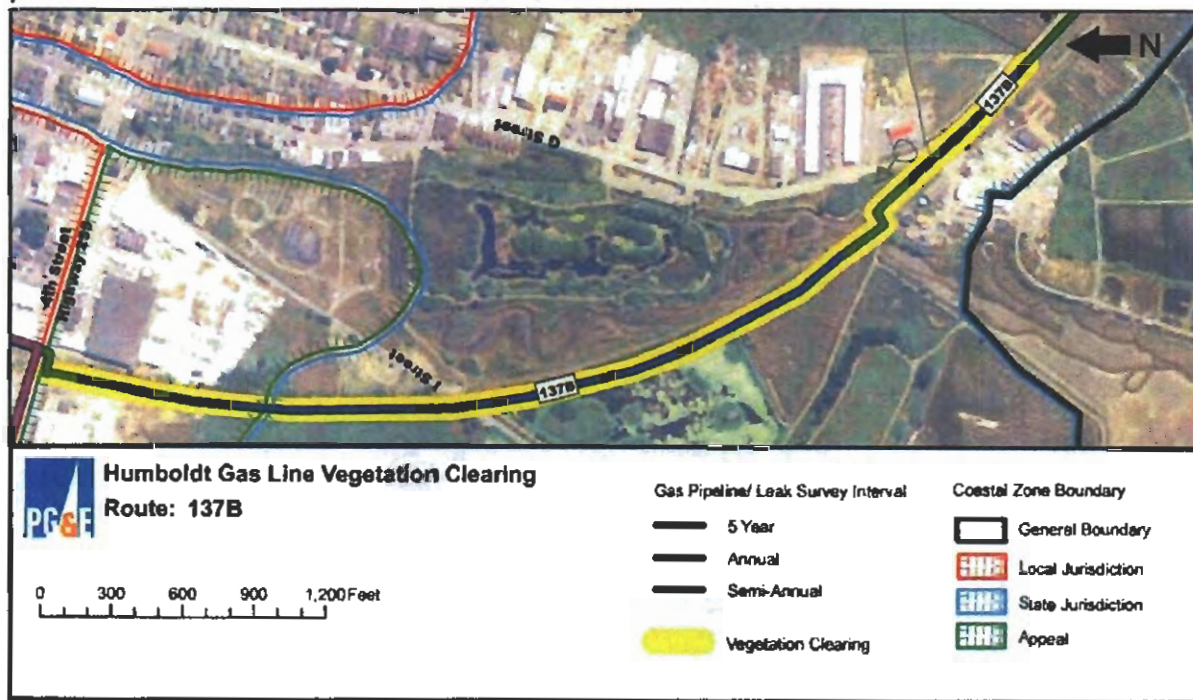 N
137B
G Street
4th Street
Highway 255
I Street
137B
PG&E
Humboldt Gas Line Vegetation Clearing
Route: 137B
0 300 600 900 1,200 Feet
Gas Pipeline/ Leak Survey Interval
5 Year
Annual
Semi-Annual
Vegetation Clearing
Coastal Zone Boundary
General Boundary
Local Jurisdiction
State Jurisdiction
Appeal